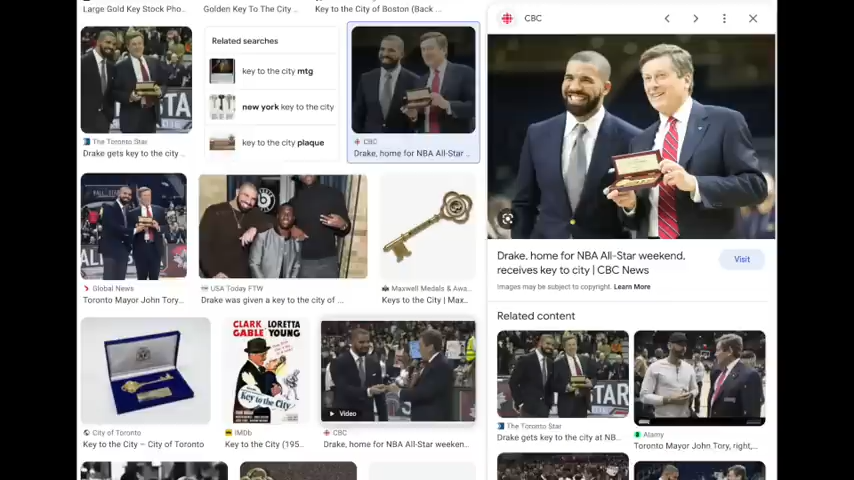 Large Gold Key Stock Pho...
Golden Key To The City ...
Key to the City of Boston (Back ...
CBC
Related searches
key to the city mtg
new york key to the city
key to the city plaque
The Toronto Star
Drake gets key to the city ...
CBC
Drake, home for NBA All-Star ...
Global News
Toronto Mayor John Tory...
USA Today FTW
Drake was given a key to the city of ...
Maxwell Medals & Awa...
Keys to the City | Max...
Drake, home for NBA All-Star weekend,
receives key to city | CBC News
Visit
Images may be subject to copyright. Learn More
Related content
CLARK LORETTA
GABLE YOUNG
Key to the City
Video
City of Toronto
Key to the City – City of Toronto
IMDb
Key to the City (195...
CBC
Drake, home for NBA All-Star weeken...
The Toronto Star
Drake gets key to the city at NB...
Alamy
Toronto Mayor John Tory, right,...